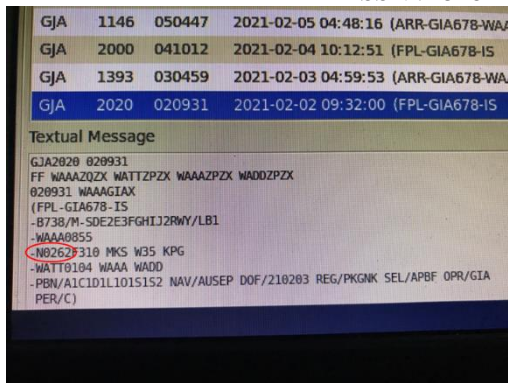 GJA 1146 050447 2021-02-05 04:48:16 (ARR-GIA678-WAA
GJA 2000 041012 2021-02-04 10:12:51 (FPL-GIA678-IS
GJA 1393 030459 2021-02-03 04:59:53 (ARR-GIA678-WA
GJA 2020 020931 2021-02-02 09:32:00 (FPL-GIA678-IS
Textual Message
GJA2020 020931
FF WAAAZQZX WATTZPZX WAAAZPZX WADDZPZX
020931 WAAAGIAX
(FPL-GIA678-IS
-B738/M-SDE2E3FGHIJ2RWY/LB1
-WAAA0855
-N0262F310 MKS W35 KPG
-WATT0104 WAAA WADD
-PBN/A1C1D1L1O1S1S2 NAV/AUSEP DOF/210203 REG/PKGNK SEL/APBF OPR/GIA
PER/C)